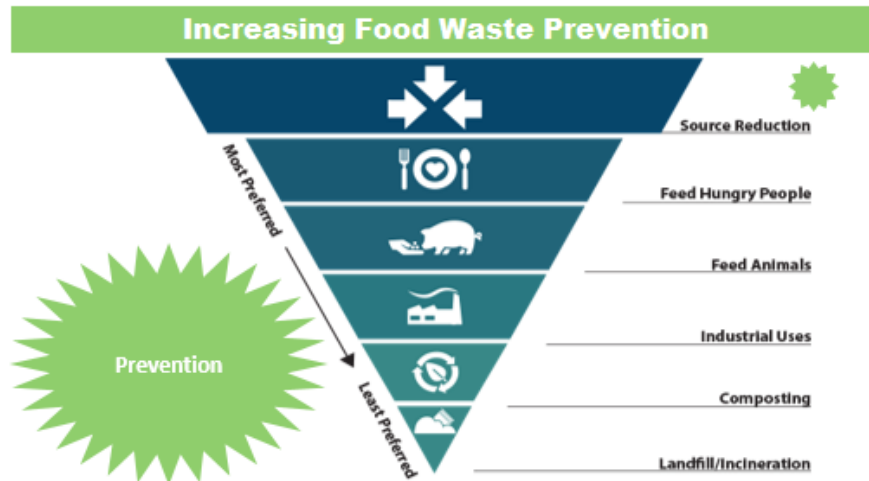 Increasing Food Waste Prevention
Source Reduction
Most Preferred
Feed Hungry People
Feed Animals
Prevention
Industrial Uses
Least Preferred
Composting
Landfill/Incineration